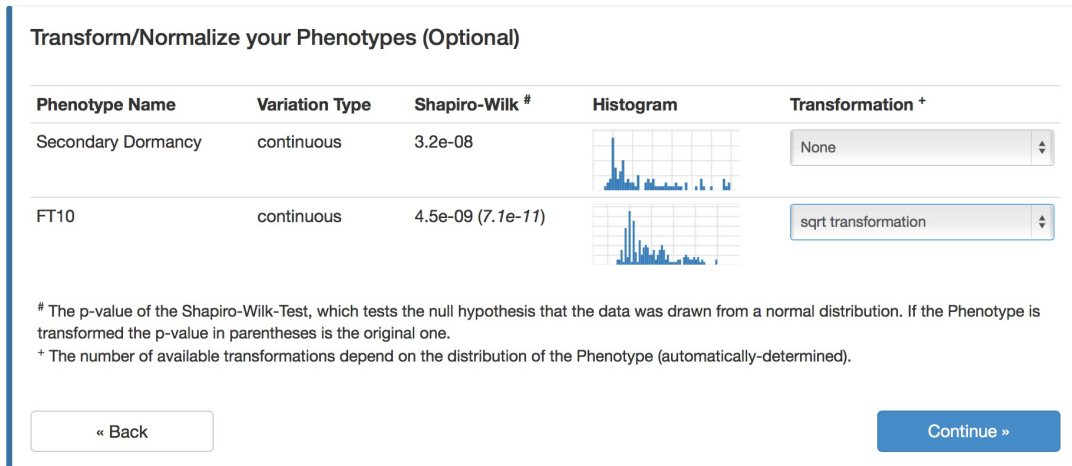 Transform/Normalize your Phenotypes (Optional)
Phenotype Name Variation Type Shapiro-Wilk # Histogram Transformation +
Secondary Dormancy continuous 3.2e-08 None
FT10 continuous 4.5e-09 (7.1e-11) sqrt transformation
# The p-value of the Shapiro-Wilk-Test, which tests the null hypothesis that the data was drawn from a normal distribution. If the Phenotype is
transformed the p-value in parentheses is the original one.
+ The number of available transformations depend on the distribution of the Phenotype (automatically-determined).
« Back Continue »